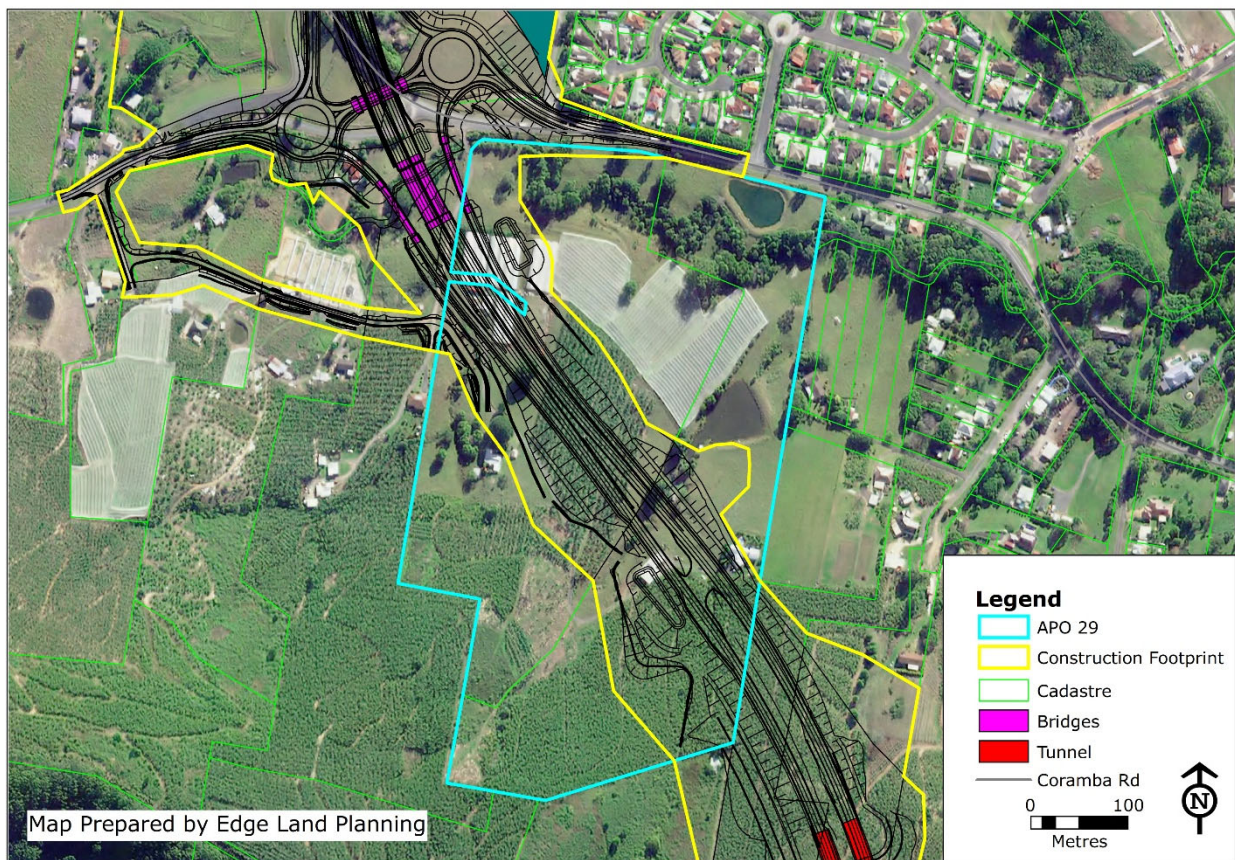 Legend
APO 29
Construction Footprint
Cadastre
Bridges
Tunnel
Coramba Rd
0 100
Metres
N
Map Prepared by Edge Land Planning